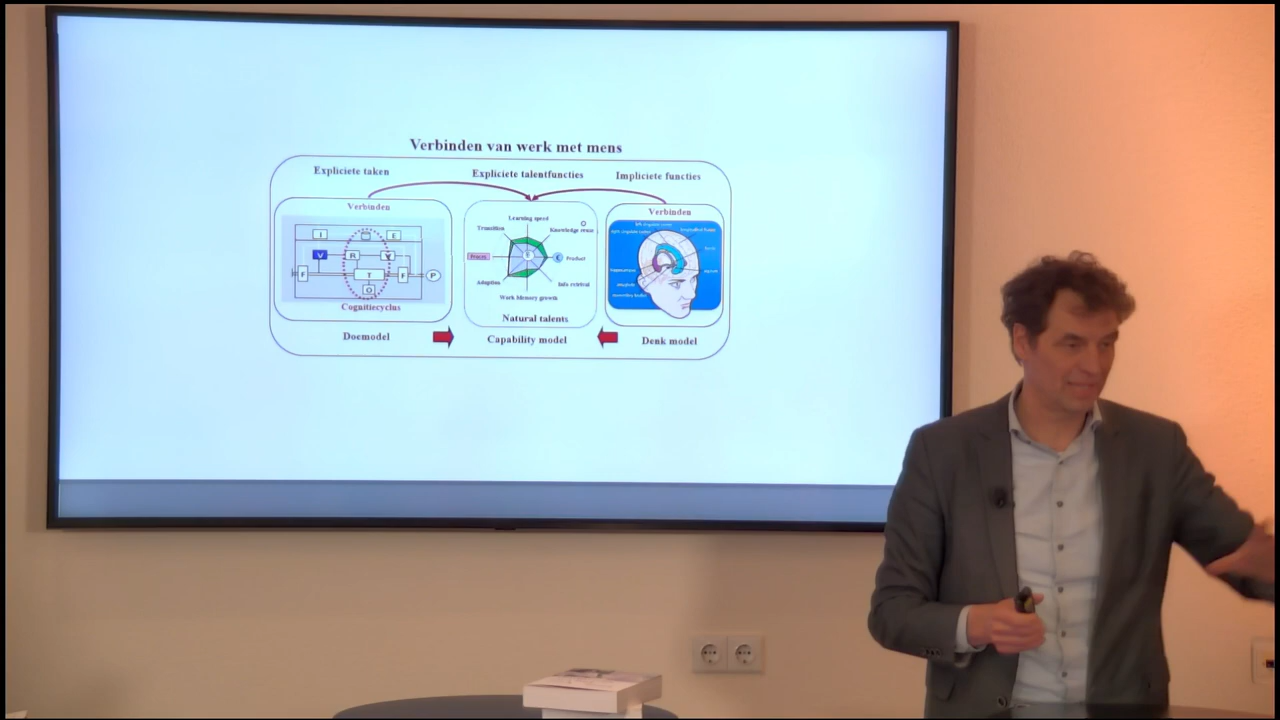 Verbinden van werk met mens
Expliciete taken
Expliciete talentfuncties
Impliciete functies
Verbinden
I
E
V
R
Y
F
T
F
P
O
Cognitiecyclus
Doemodel
Learning speed
Transition
Knowledge reuse
Proces
Product
Adaption
Info retrieval
Work Memory growth
Natural talents
Capability model
Verbinden
Denk model